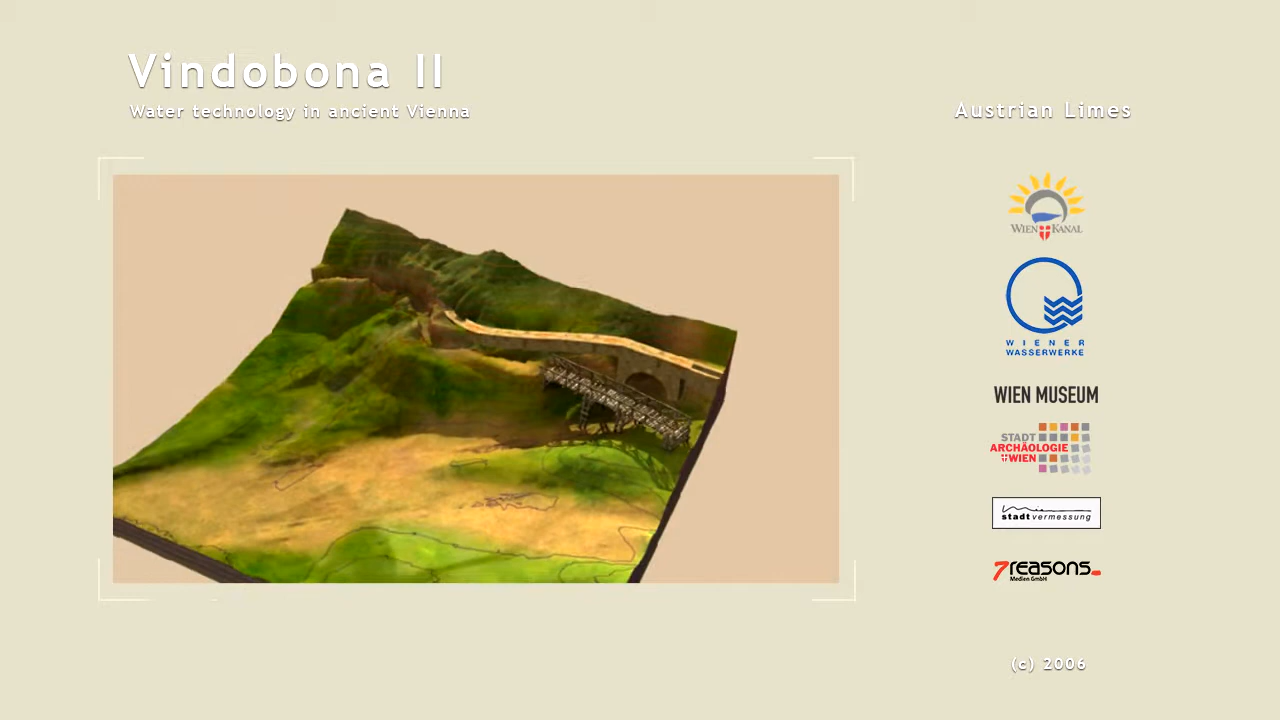 Vindobona II
Water technology in ancient Vienna
Austrian Limes
WIEN KANAL
WIENER
WASSERWERKE
WIEN MUSEUM
STADT
ARCHÄOLOGIE
WIEN
stadtvermessung
7reasons
Medien GmbH
(c) 2006